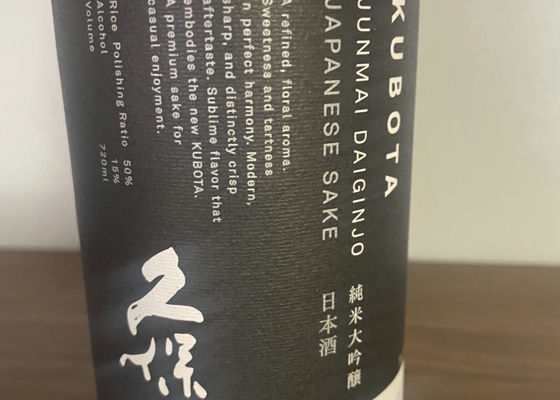 KUBOTA
JUNMAI DAIGINJO
JAPANESE SAKE
純米大吟醸
日本酒
A refined, floral aroma.
Sweetness and tartness
in perfect harmony. Modern,
sharp, and distinctly crisp
aftertaste. Sublime flavor that
embodies the new KUBOTA.
A premium sake for
casual enjoyment.
Rice Polishing Ratio 50%
Alcohol 15%
Volume 720ml
久保